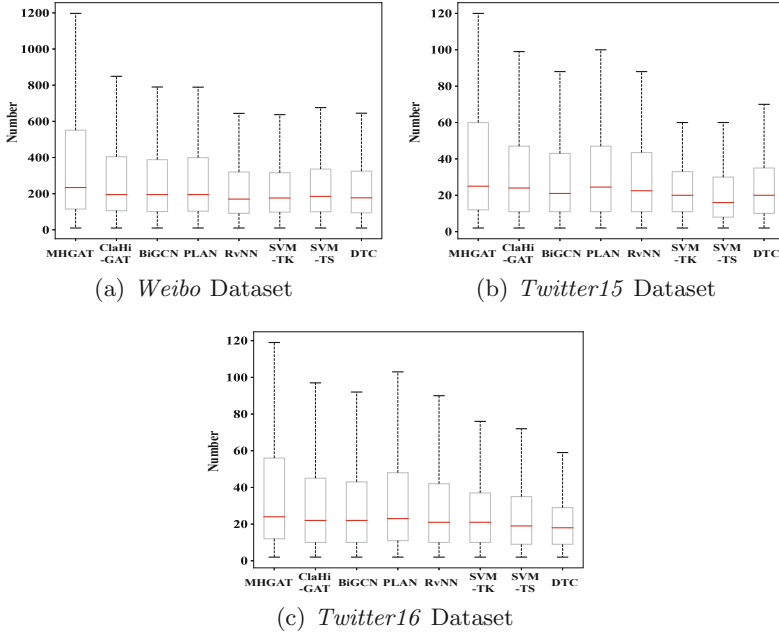 1200
1000
800
600
400
200
0
Number
MHGAT ClaHi -GAT BiGCN PLAN RvNN SVM -TK SVM -TS DTC
(a) Weibo Dataset
120
100
80
60
40
20
0
Number
MHGAT ClaHi -GAT BiGCN PLAN RvNN SVM -TK SVM -TS DTC
(b) Twitter15 Dataset
120
100
80
60
40
20
0
Number
MHGAT ClaHi -GAT BiGCN PLAN RvNN SVM -TK SVM -TS DTC
(c) Twitter16 Dataset